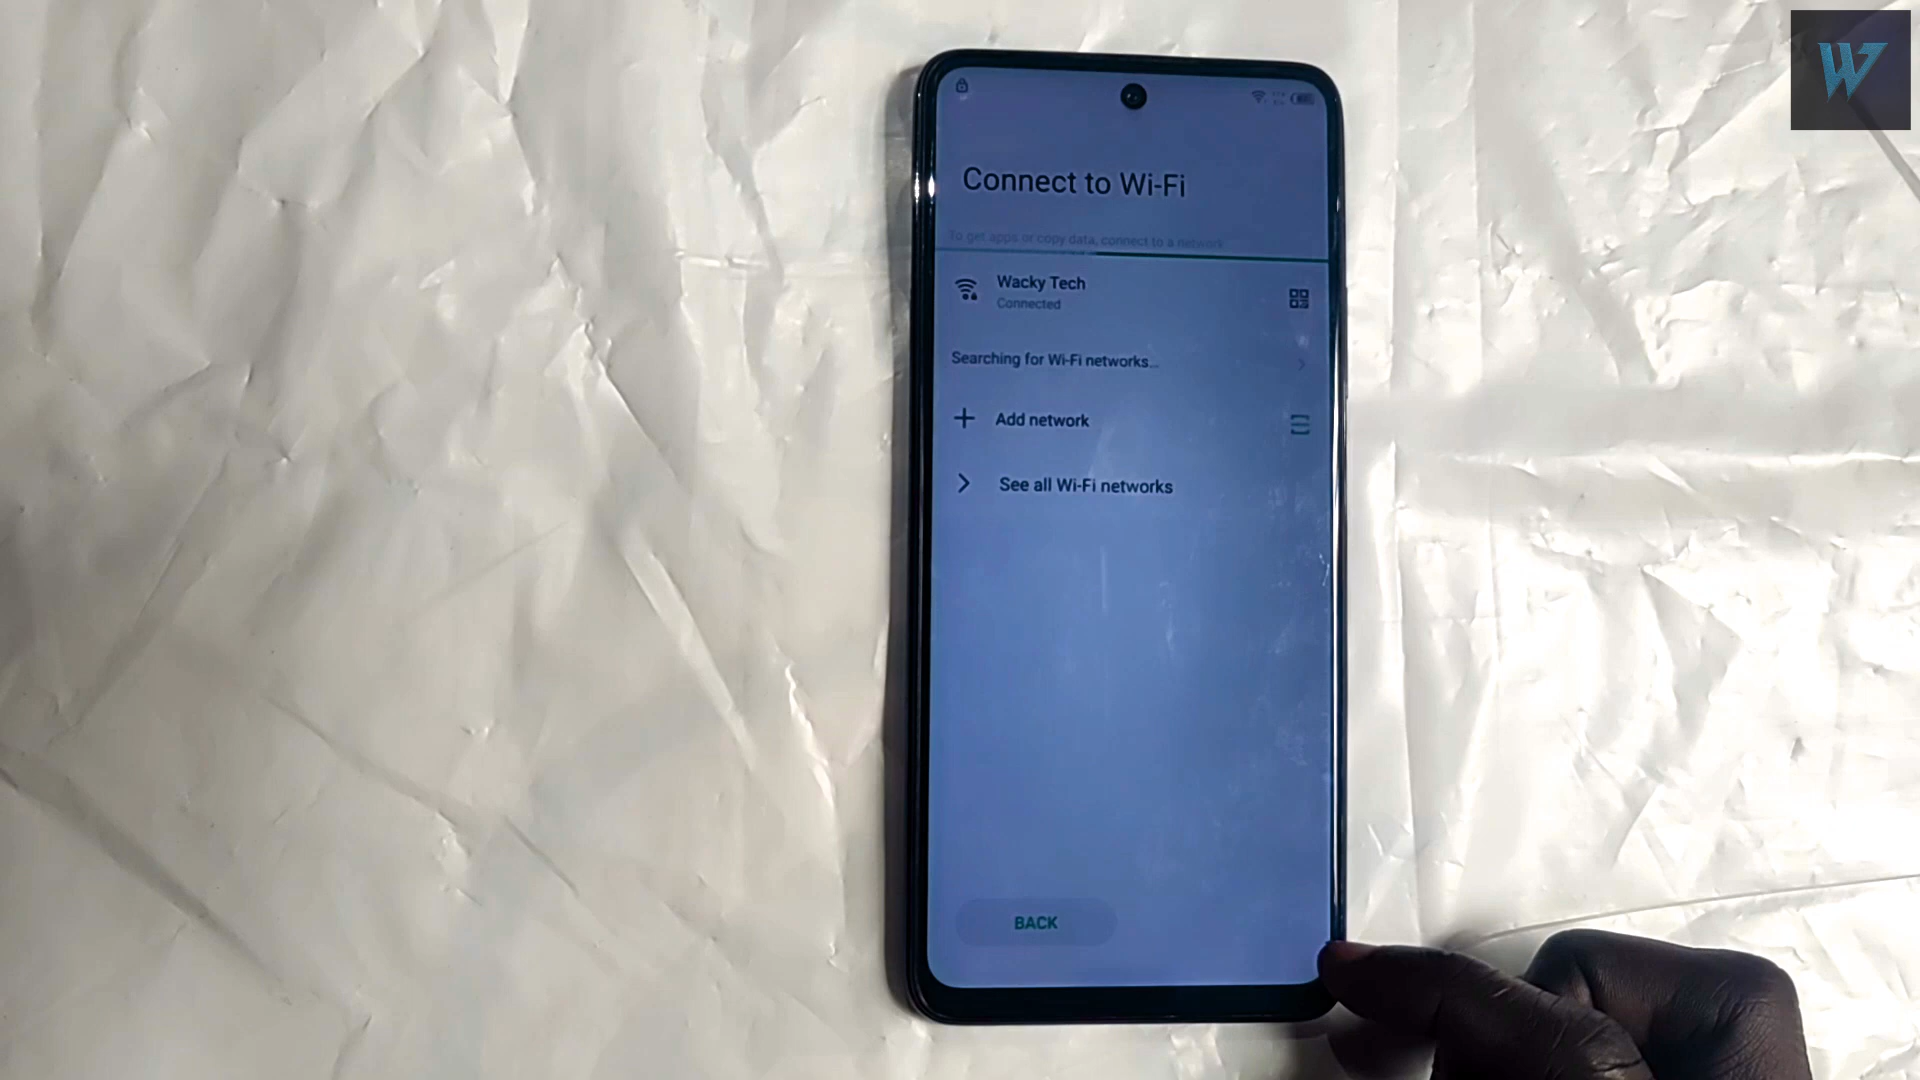 W
Connect to Wi-Fi
To get apps or copy data, connect to a network
Wacky Tech
Connected
Searching for Wi-Fi networks...
Add network
See all Wi-Fi networks
BACK